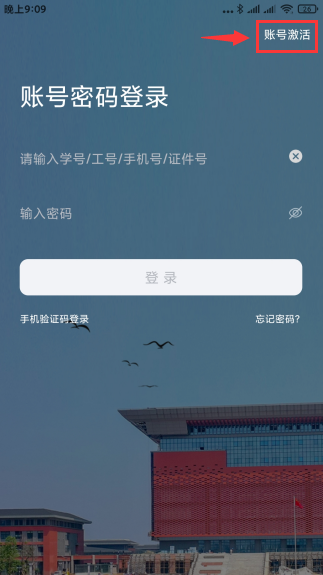 晚上9:09
26
账号激活
账号密码登录
请输入学号/工号/手机号/证件号
输入密码
登 录
手机验证码登录
忘记密码?